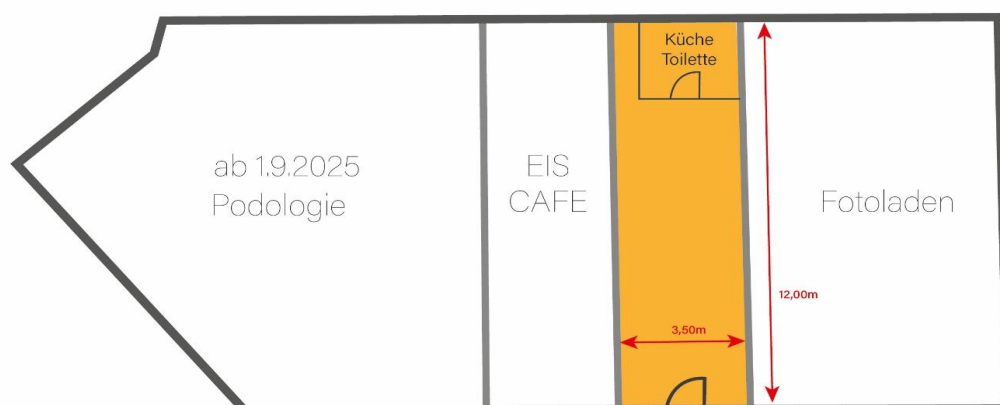 Küche
Toilette
ab 1.9.2025
Podologie
EIS
CAFE
Fotoladen
12,00m
3,50m